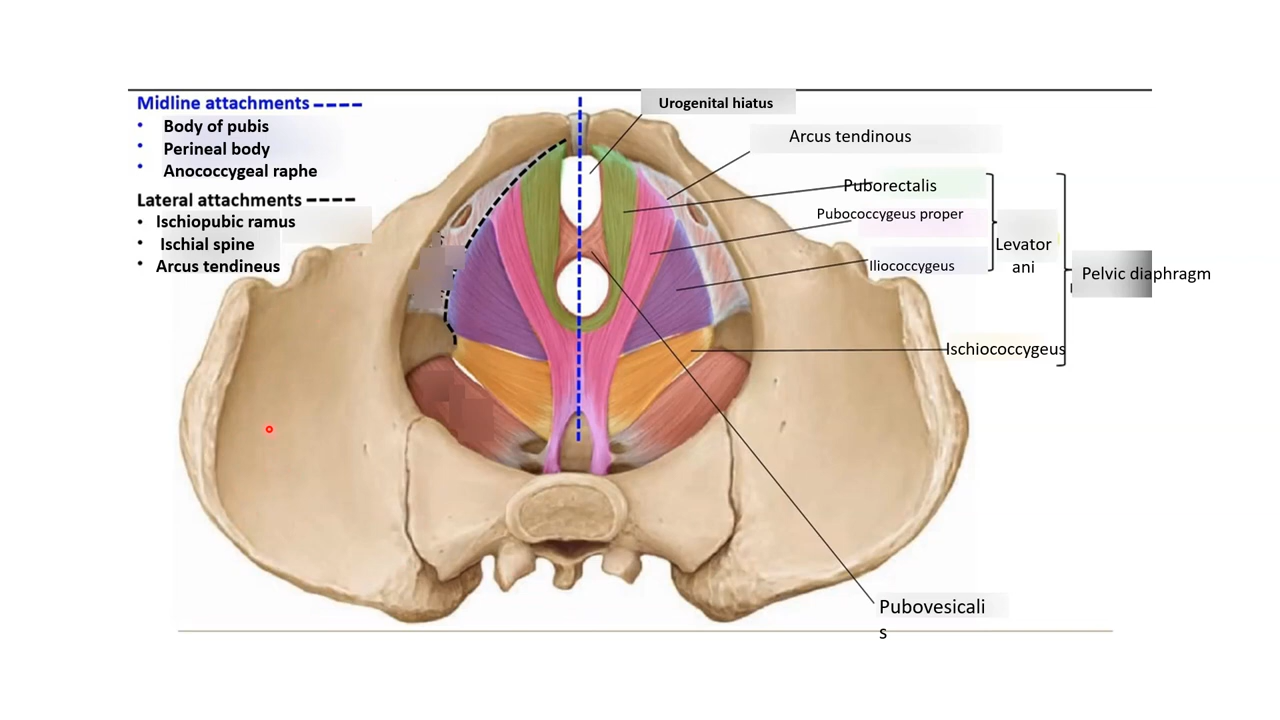 Midline attachments
Body of pubis
Perineal body
Anococcygeal raphe
Lateral attachments
Ischiopubic ramus
Ischial spine
Arcus tendineus
Urogenital hiatus
Arcus tendinous
Puborectalis
Pubococcygeus proper
Iliococcygeus
Levator
ani
Pelvic diaphragm
Ischiococcygeus
Pubovesicali
s